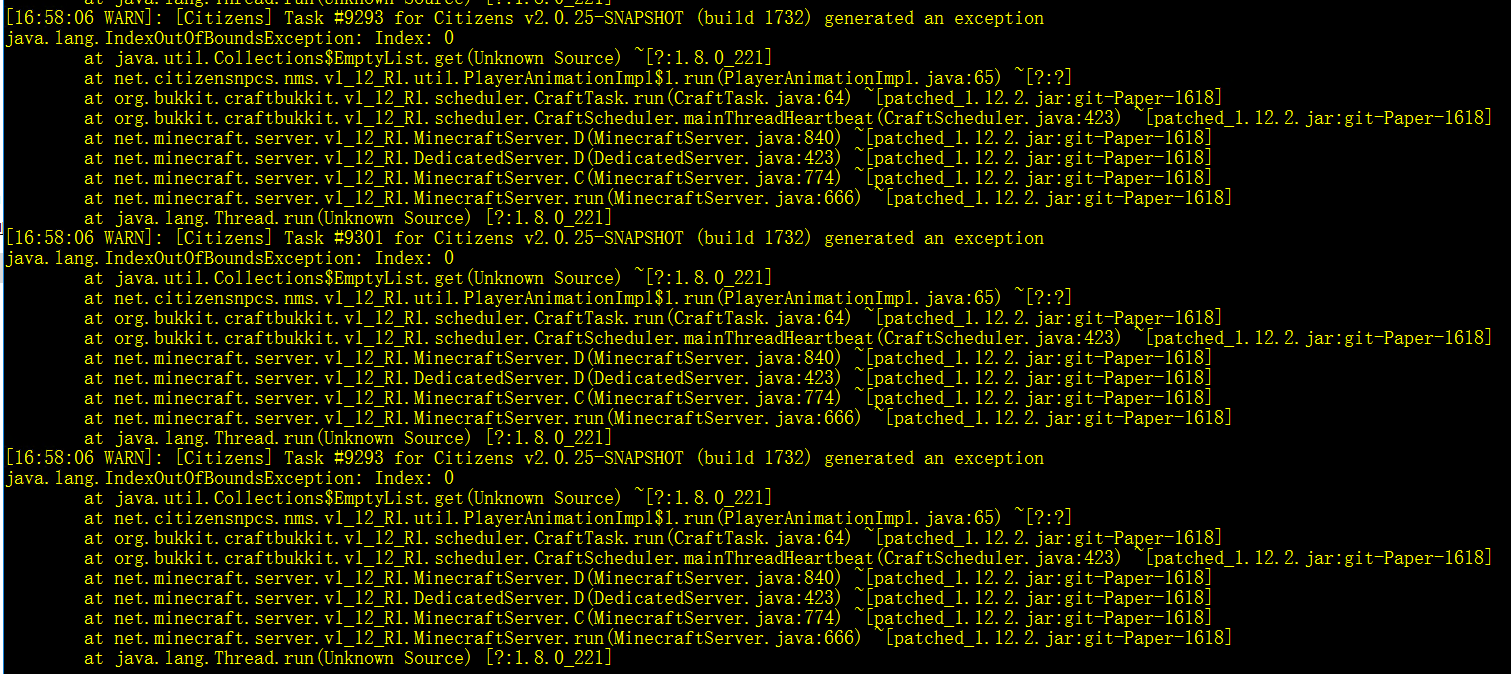 at java.lang.Thread.run(Unknown Source) [?:1.8.0_221]
[16:58:06 WARN]: [Citizens] Task #9293 for Citizens v2.0.25-SNAPSHOT (build 1732) generated an exception
java.lang.IndexOutOfBoundsException: Index: 0
        at java.util.Collections$EmptyList.get(Unknown Source) ~[?:1.8.0_221]
        at net.citizensnpcs.nms.v1_12_R1.util.PlayerAnimationImpl$1.run(PlayerAnimationImpl.java:65) ~[?:?]
        at org.bukkit.craftbukkit.v1_12_R1.scheduler.CraftTask.run(CraftTask.java:64) ~[patched_1.12.2.jar:git-Paper-1618]
        at org.bukkit.craftbukkit.v1_12_R1.scheduler.CraftScheduler.mainThreadHeartbeat(CraftScheduler.java:423) ~[patched_1.12.2.jar:git-Paper-1618]
        at net.minecraft.server.v1_12_R1.MinecraftServer.D(MinecraftServer.java:840) ~[patched_1.12.2.jar:git-Paper-1618]
        at net.minecraft.server.v1_12_R1.DedicatedServer.D(DedicatedServer.java:423) ~[patched_1.12.2.jar:git-Paper-1618]
        at net.minecraft.server.v1_12_R1.MinecraftServer.C(MinecraftServer.java:774) ~[patched_1.12.2.jar:git-Paper-1618]
        at net.minecraft.server.v1_12_R1.MinecraftServer.run(MinecraftServer.java:666) ~[patched_1.12.2.jar:git-Paper-1618]
        at java.lang.Thread.run(Unknown Source) [?:1.8.0_221]
[16:58:06 WARN]: [Citizens] Task #9301 for Citizens v2.0.25-SNAPSHOT (build 1732) generated an exception
java.lang.IndexOutOfBoundsException: Index: 0
        at java.util.Collections$EmptyList.get(Unknown Source) ~[?:1.8.0_221]
        at net.citizensnpcs.nms.v1_12_R1.util.PlayerAnimationImpl$1.run(PlayerAnimationImpl.java:65) ~[?:?]
        at org.bukkit.craftbukkit.v1_12_R1.scheduler.CraftTask.run(CraftTask.java:64) ~[patched_1.12.2.jar:git-Paper-1618]
        at org.bukkit.craftbukkit.v1_12_R1.scheduler.CraftScheduler.mainThreadHeartbeat(CraftScheduler.java:423) ~[patched_1.12.2.jar:git-Paper-1618]
        at net.minecraft.server.v1_12_R1.MinecraftServer.D(MinecraftServer.java:840) ~[patched_1.12.2.jar:git-Paper-1618]
        at net.minecraft.server.v1_12_R1.DedicatedServer.D(DedicatedServer.java:423) ~[patched_1.12.2.jar:git-Paper-1618]
        at net.minecraft.server.v1_12_R1.MinecraftServer.C(MinecraftServer.java:774) ~[patched_1.12.2.jar:git-Paper-1618]
        at net.minecraft.server.v1_12_R1.MinecraftServer.run(MinecraftServer.java:666) ~[patched_1.12.2.jar:git-Paper-1618]
        at java.lang.Thread.run(Unknown Source) [?:1.8.0_221]
[16:58:06 WARN]: [Citizens] Task #9293 for Citizens v2.0.25-SNAPSHOT (build 1732) generated an exception
java.lang.IndexOutOfBoundsException: Index: 0
        at java.util.Collections$EmptyList.get(Unknown Source) ~[?:1.8.0_221]
        at net.citizensnpcs.nms.v1_12_R1.util.PlayerAnimationImpl$1.run(PlayerAnimationImpl.java:65) ~[?:?]
        at org.bukkit.craftbukkit.v1_12_R1.scheduler.CraftTask.run(CraftTask.java:64) ~[patched_1.12.2.jar:git-Paper-1618]
        at org.bukkit.craftbukkit.v1_12_R1.scheduler.CraftScheduler.mainThreadHeartbeat(CraftScheduler.java:423) ~[patched_1.12.2.jar:git-Paper-1618]
        at net.minecraft.server.v1_12_R1.MinecraftServer.D(MinecraftServer.java:840) ~[patched_1.12.2.jar:git-Paper-1618]
        at net.minecraft.server.v1_12_R1.DedicatedServer.D(DedicatedServer.java:423) ~[patched_1.12.2.jar:git-Paper-1618]
        at net.minecraft.server.v1_12_R1.MinecraftServer.C(MinecraftServer.java:774) ~[patched_1.12.2.jar:git-Paper-1618]
        at net.minecraft.server.v1_12_R1.MinecraftServer.run(MinecraftServer.java:666) ~[patched_1.12.2.jar:git-Paper-1618]
        at java.lang.Thread.run(Unknown Source) [?:1.8.0_221]